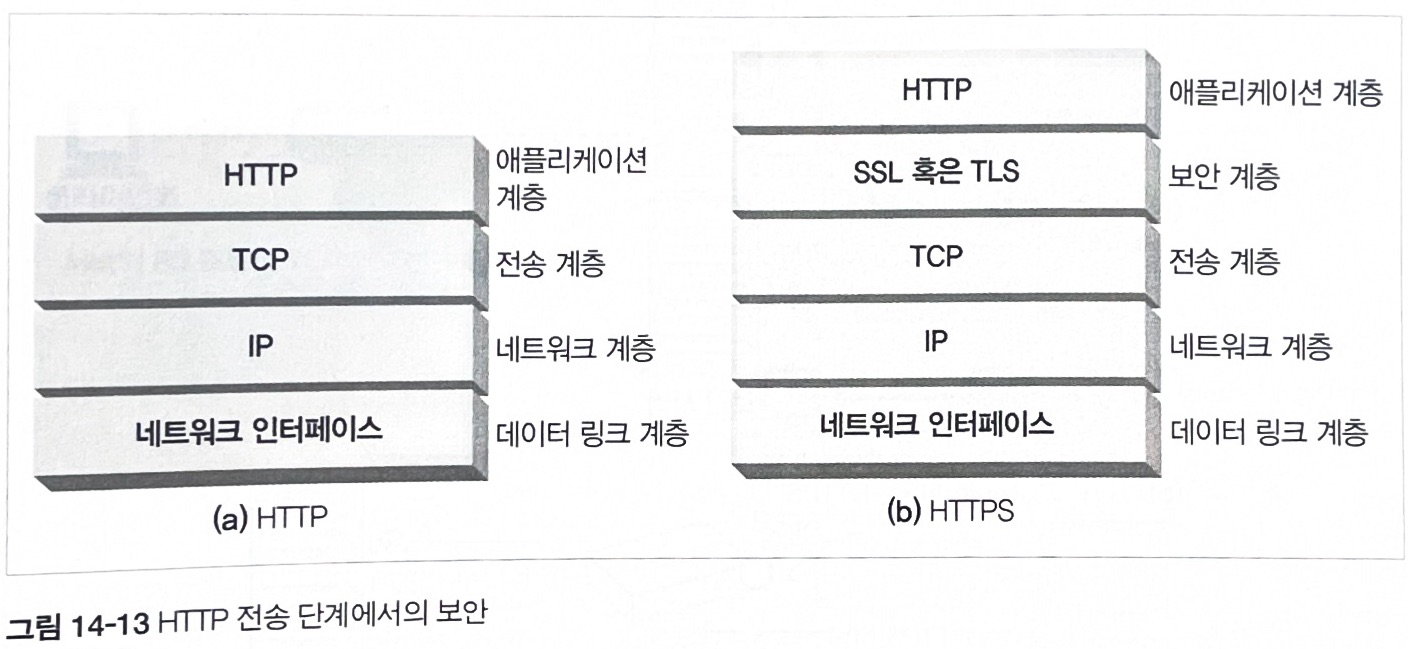 HTTP
애플리케이션
계층
TCP
전송 계층
IP
네트워크 계층
네트워크 인터페이스
데이터 링크 계층
(a) HTTP
HTTP
애플리케이션 계층
SSL 혹은 TLS
보안 계층
TCP
전송 계층
IP
네트워크 계층
네트워크 인터페이스
데이터 링크 계층
(b) HTTPS
그림 14-13 HTTP 전송 단계에서의 보안